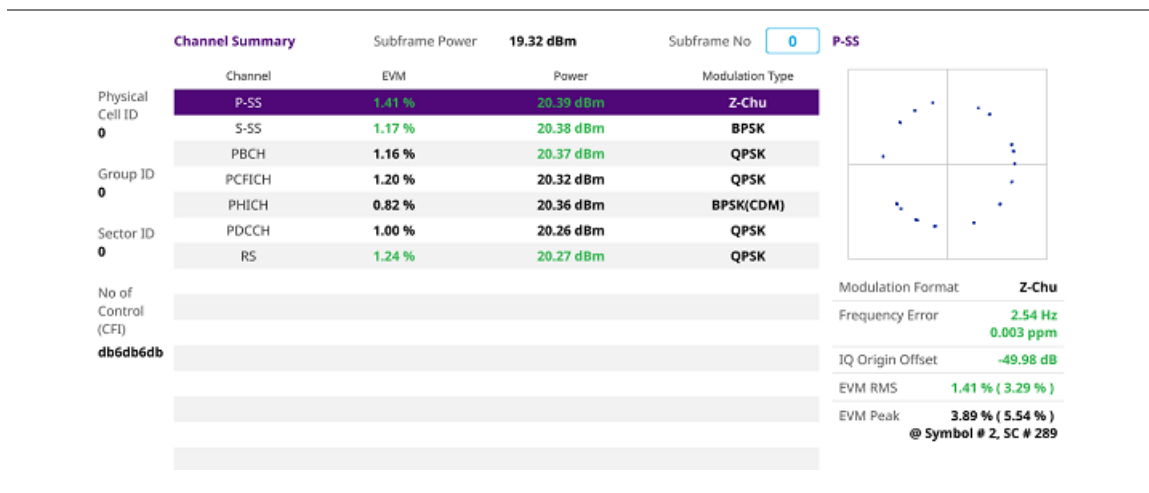 Channel Summary Subframe Power 19.32 dBm Subframe No 0 P-SS
Channel EVM Power Modulation Type
P-SS 1.41 % 20.39 dBm Z-Chu
S-SS 1.17 % 20.38 dBm BPSK
PBCH 1.16 % 20.37 dBm QPSK
PCFICH 1.20 % 20.32 dBm QPSK
PHICH 0.82 % 20.36 dBm BPSK(CDM)
PDCCH 1.00 % 20.26 dBm QPSK
RS 1.24 % 20.27 dBm QPSK
Physical
Cell ID
0
Group ID
0
Sector ID
0
No of
Control
(CFI)
db6db6db
Modulation Format Z-Chu
Frequency Error 2.54 Hz
0.003 ppm
IQ Origin Offset -49.98 dB
EVM RMS 1.41 % ( 3.29 % )
EVM Peak 3.89 % ( 5.54 % )
@ Symbol # 2, SC # 289